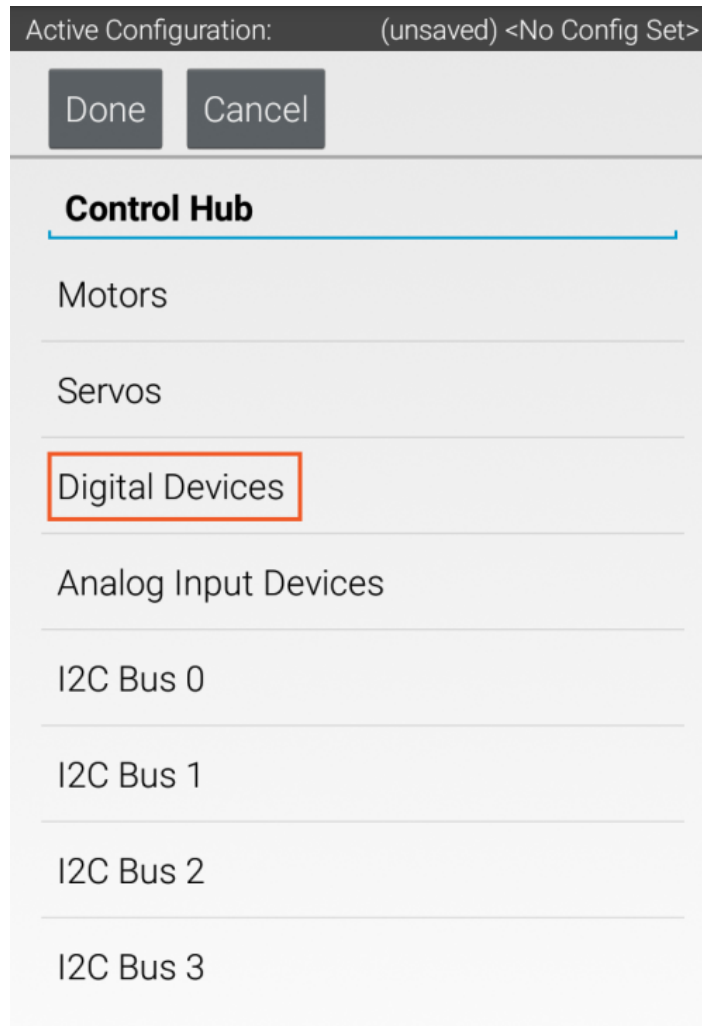 Active Configuration: (unsaved) <No Config Set>
Done Cancel
Control Hub
Motors
Servos
Digital Devices
Analog Input Devices
I2C Bus 0
I2C Bus 1
I2C Bus 2
I2C Bus 3